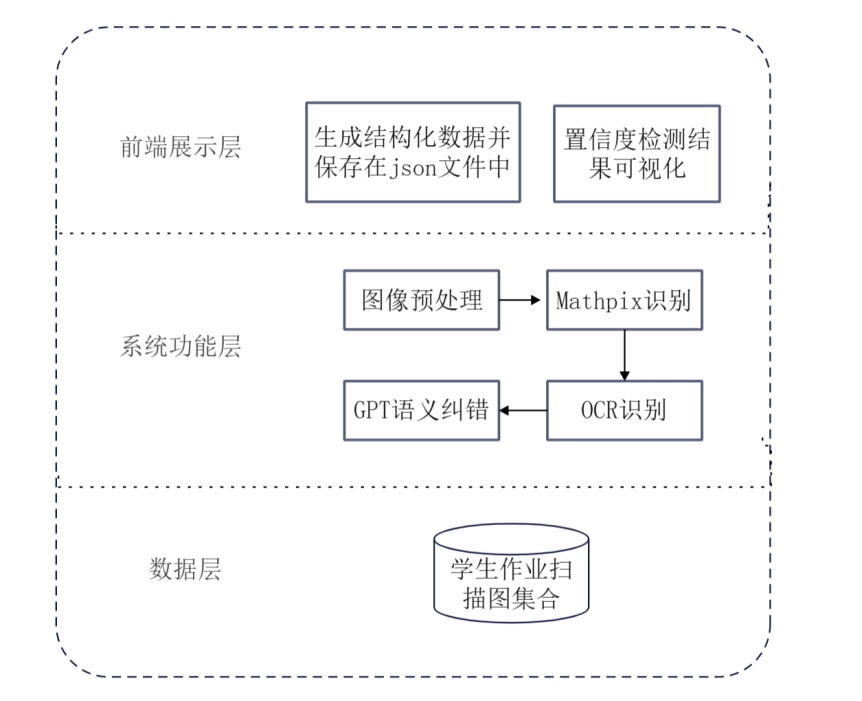 前端展示层
生成结构化数据并
保存在json文件中
置信度检测结
果可视化
系统功能层
图像预处理
Mathpix识别
GPT语义纠错
OCR识别
数据层
学生作业扫
描图集合